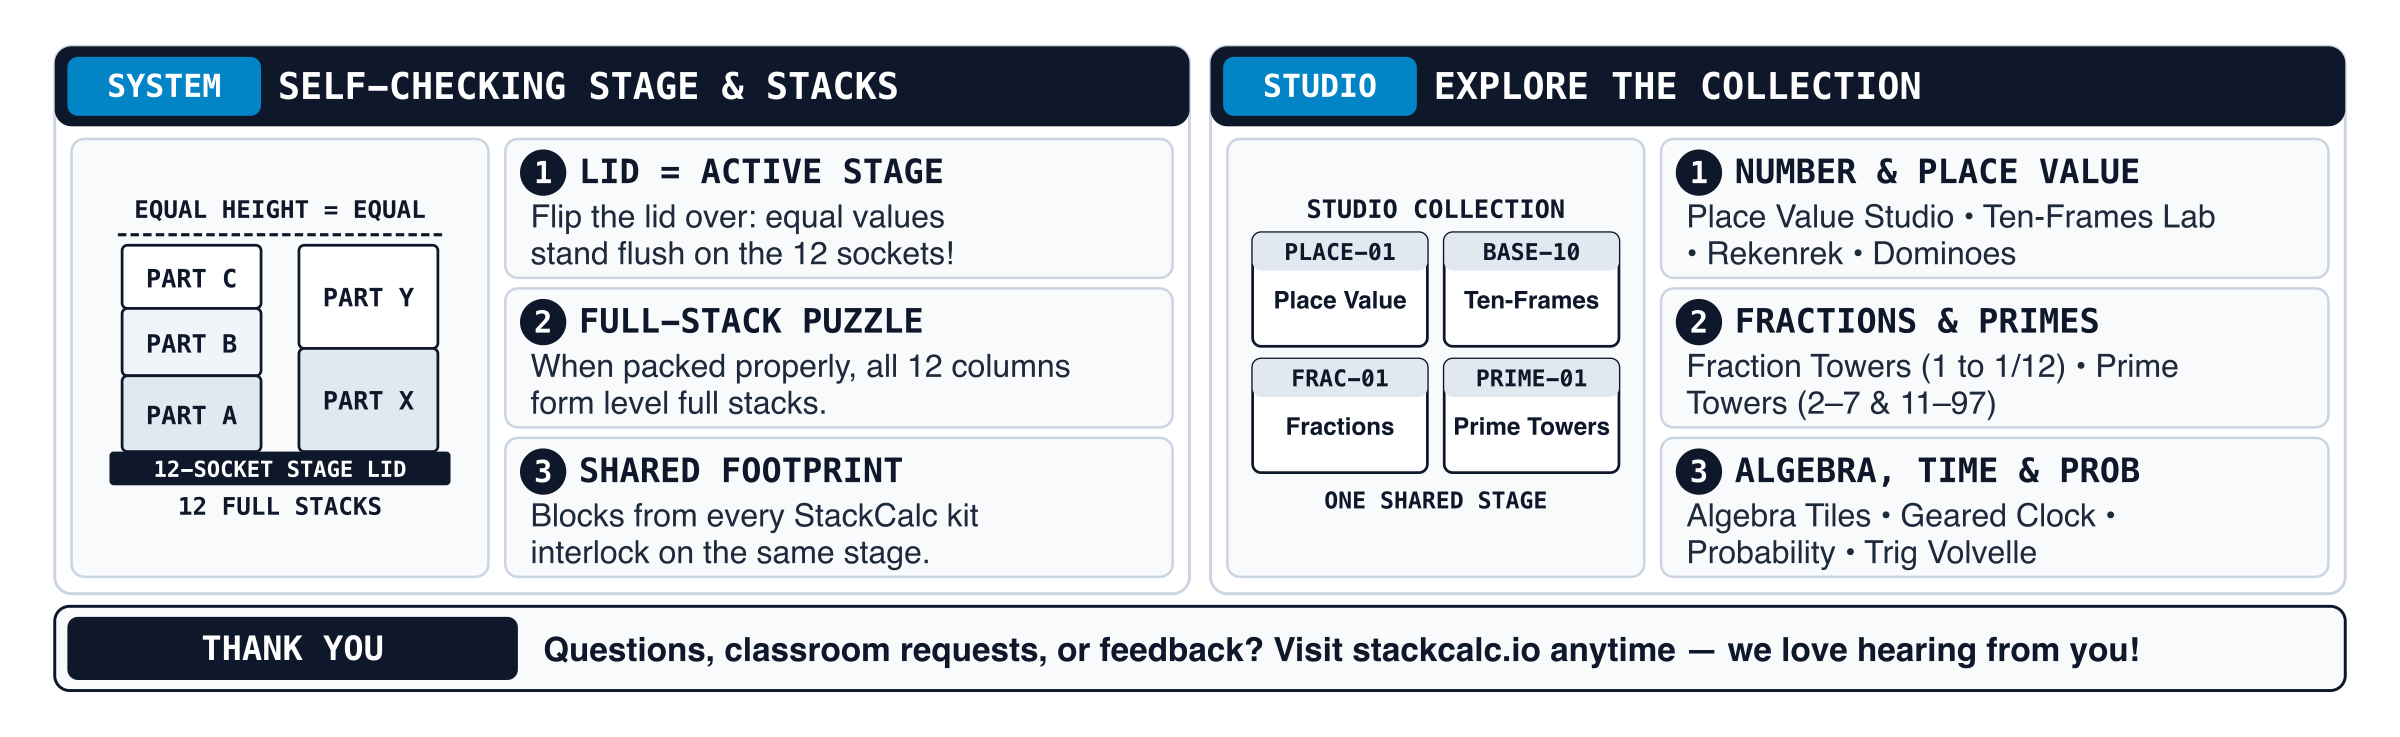 SYSTEM SELF-CHECKING STAGE & STACKS
EQUAL HEIGHT = EQUAL
PART C
PART B
PART A
PART Y
PART X
12-SOCKET STAGE LID
12 FULL STACKS
1 LID = ACTIVE STAGE
Flip the lid over: equal values
stand flush on the 12 sockets!
2 FULL-STACK PUZZLE
When packed properly, all 12 columns
form level full stacks.
3 SHARED FOOTPRINT
Blocks from every StackCalc kit
interlock on the same stage.
STUDIO EXPLORE THE COLLECTION
STUDIO COLLECTION
PLACE-01
Place Value
BASE-10
Ten-Frames
FRAC-01
Fractions
PRIME-01
Prime Towers
ONE SHARED STAGE
1 NUMBER & PLACE VALUE
Place Value Studio • Ten-Frames Lab
• Rekenrek • Dominoes
2 FRACTIONS & PRIMES
Fraction Towers (1 to 1/12) • Prime
Towers (2–7 & 11–97)
3 ALGEBRA, TIME & PROB
Algebra Tiles • Geared Clock •
Probability • Trig Volvelle
THANK YOU
Questions, classroom requests, or feedback? Visit stackcalc.io anytime — we love hearing from you!